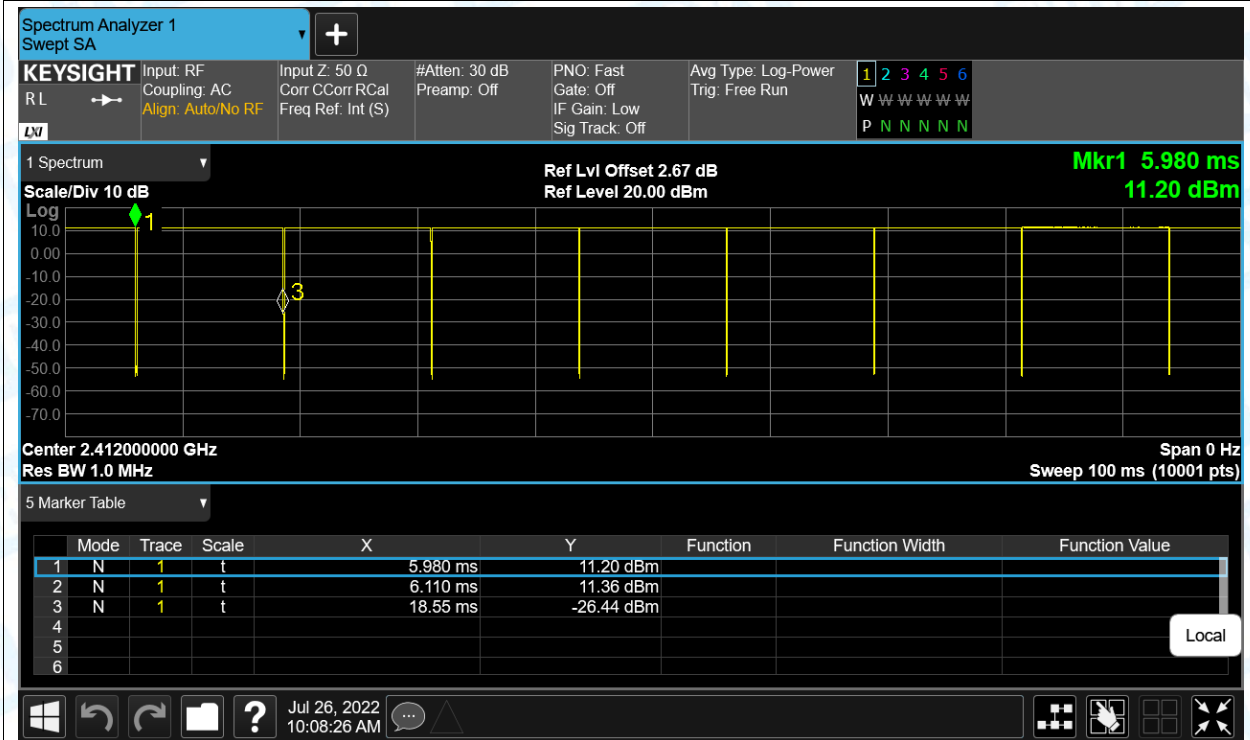 Spectrum Analyzer 1
Swept SA
KEYSIGHT Input: RF Input Z: 50 Ω #Atten: 30 dB PNO: Fast Avg Type: Log-Power 1 2 3 4 5 6
R L Coupling: AC Corr CCorr RCal Preamp: Off Gate: Off Trig: Free Run W W W W W W
Align: Auto/No RF Freq Ref: Int (S) IF Gain: Low
LXI Sig Track: Off P N N N N N
1 Spectrum Ref Lvl Offset 2.67 dB Mkr1 5.980 ms
Scale/Div 10 dB Ref Level 20.00 dBm 11.20 dBm
Log 1
10.0
0.00
-10.0
-20.0 3
-30.0
-40.0
-50.0
-60.0
-70.0
Center 2.412000000 GHz Span 0 Hz
Res BW 1.0 MHz Sweep 100 ms (10001 pts)
5 Marker Table
Mode Trace Scale X Y Function Function Width Function Value
1 N 1 t 5.980 ms 11.20 dBm
2 N 1 t 6.110 ms 11.36 dBm
3 N 1 t 18.55 ms -26.44 dBm
4
5
6
Local
? Jul 26, 2022
10:08:26 AM